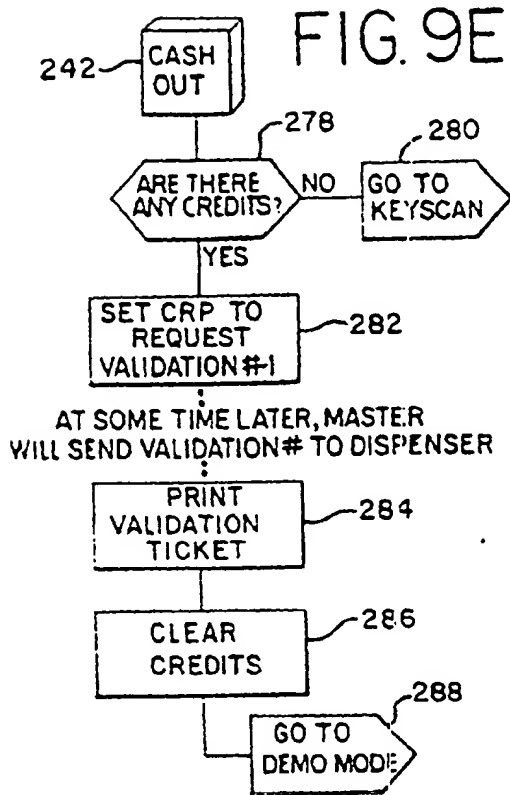 FIG. 9E
242
CASH
OUT
278
ARE THERE
ANY CREDITS?
NO
280
GO TO
KEYSCAN
YES
SET CRP TO
REQUEST
VALIDATION #1
282
AT SOME TIME LATER, MASTER
WILL SEND VALIDATION # TO DISPENSER
PRINT
VALIDATION
TICKET
284
CLEAR
CREDITS
286
288
GO TO
DEMO MODE